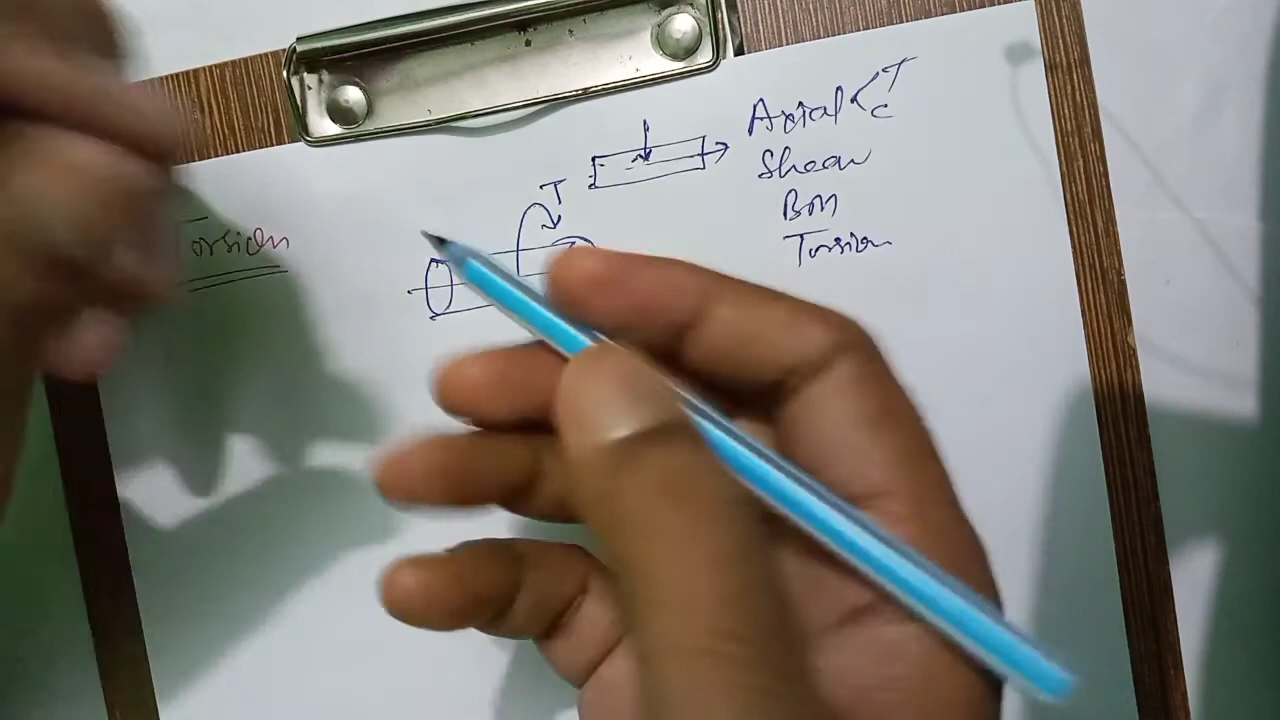 Axial < T
C
Shear
T
BM
Torsion
Torsion